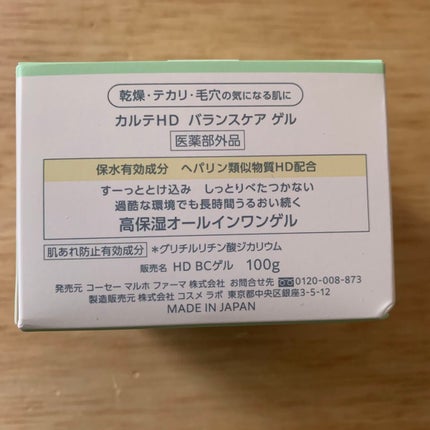 乾燥・テカリ・毛穴の気になる肌に
カルテHD バランスケア ゲル
医薬部外品
保水有効成分 ヘパリン類似物質HD配合
すーっととけ込み しっとりべたつかない
過酷な環境でも長時間うるおい続く
高保湿オールインワンゲル
肌あれ防止有効成分 *グリチルリチン酸ジカリウム
販売名 HD BCゲル 100g
発売元 コーセー マルホ ファーマ 株式会社 お問合せ先 0120-008-873
製造販売元 株式会社 コスメ ラボ 東京都中央区銀座3-5-12
MADE IN JAPAN